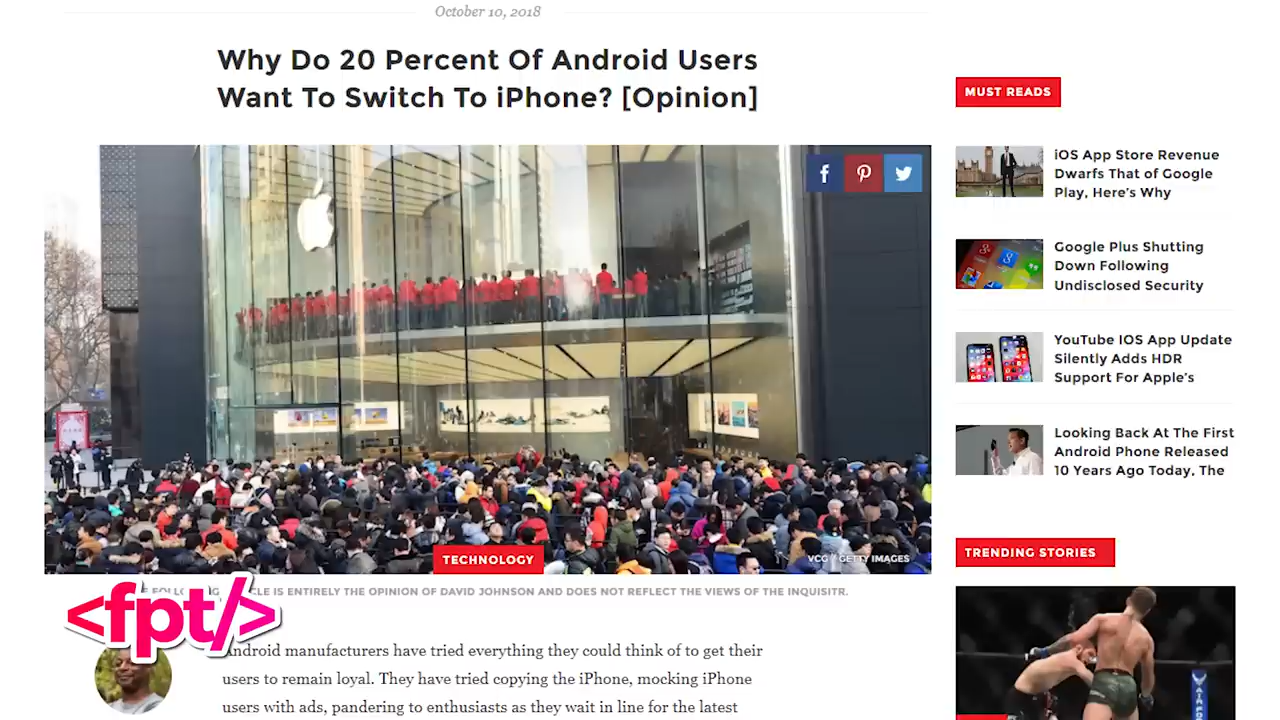 October 10, 2018
Why Do 20 Percent Of Android Users
Want To Switch To iPhone? [Opinion]
VCG / GETTY IMAGES
TECHNOLOGY
IS ENTIRELY THE OPINION OF DAVID JOHNSON AND DOES NOT REFLECT THE VIEWS OF THE INQUISITR.
<fpt/>
Android manufacturers have tried everything they could think of to get their
users to remain loyal. They have tried copying the iPhone, mocking iPhone
users with ads, pandering to enthusiasts as they wait in line for the latest
MUST READS
iOS App Store Revenue
Dwarfs That of Google
Play, Here's Why
Google Plus Shutting
Down Following
Undisclosed Security
YouTube IOS App Update
Silently Adds HDR
Support For Apple's
Looking Back At The First
Android Phone Released
10 Years Ago Today, The
TRENDING STORIES